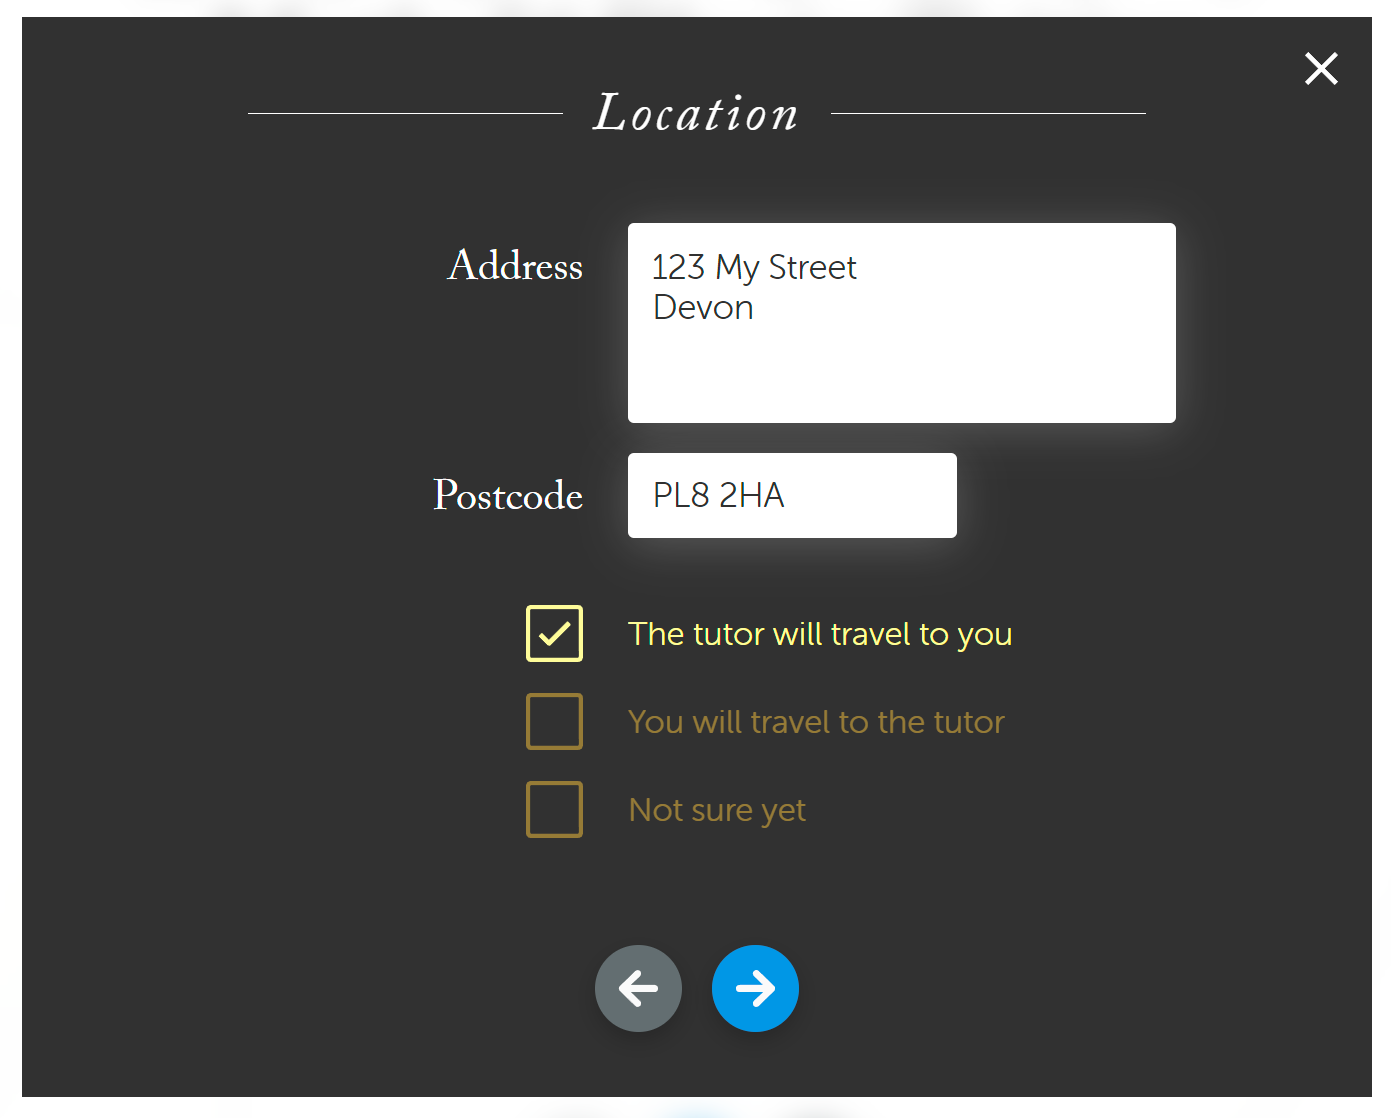 Location
Address
123 My Street
Devon
Postcode
PL8 2HA
The tutor will travel to you
You will travel to the tutor
Not sure yet